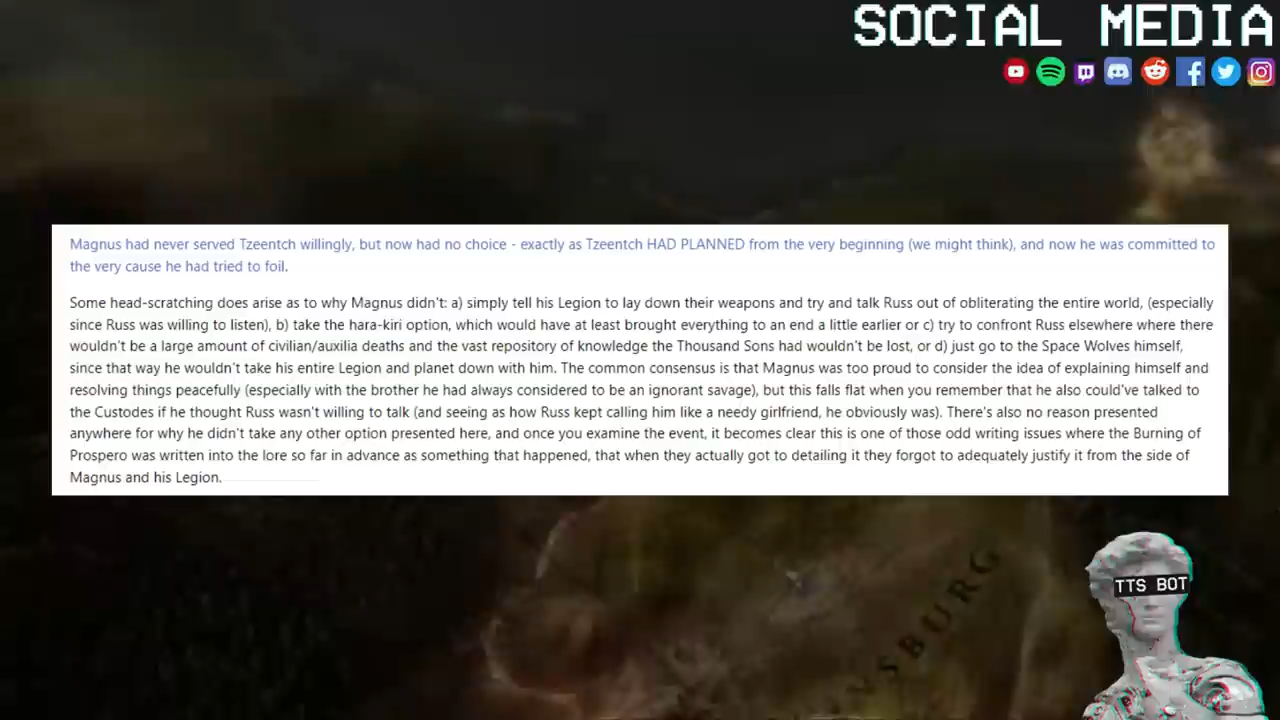 SOCIAL MEDIA
Magnus had never served Tzeentch willingly, but now had no choice - exactly as Tzeentch HAD PLANNED from the very beginning (we might think), and now he was committed to
the very cause he had tried to foil.
Some head-scratching does arise as to why Magnus didn't: a) simply tell his Legion to lay down their weapons and try and talk Russ out of obliterating the entire world, (especially
since Russ was willing to listen), b) take the hara-kiri option, which would have at least brought everything to an end a little earlier or c) try to confront Russ elsewhere where there
wouldn't be a large amount of civilian/auxilia deaths and the vast repository of knowledge the Thousand Sons had wouldn't be lost, or d) just go to the Space Wolves himself,
since that way he wouldn't take his entire Legion and planet down with him. The common consensus is that Magnus was too proud to consider the idea of explaining himself and
resolving things peacefully (especially with the brother he had always considered to be an ignorant savage), but this falls flat when you remember that he also could've talked to
the Custodes if he thought Russ wasn't willing to talk (and seeing as how Russ kept calling him like a needy girlfriend, he obviously was). There's also no reason presented
anywhere for why he didn't take any other option presented here, and once you examine the event, it becomes clear this is one of those odd writing issues where the Burning of
Prospero was written into the lore so far in advance as something that happened, that when they actually got to detailing it they forgot to adequately justify it from the side of
Magnus and his Legion.
TTS BOT